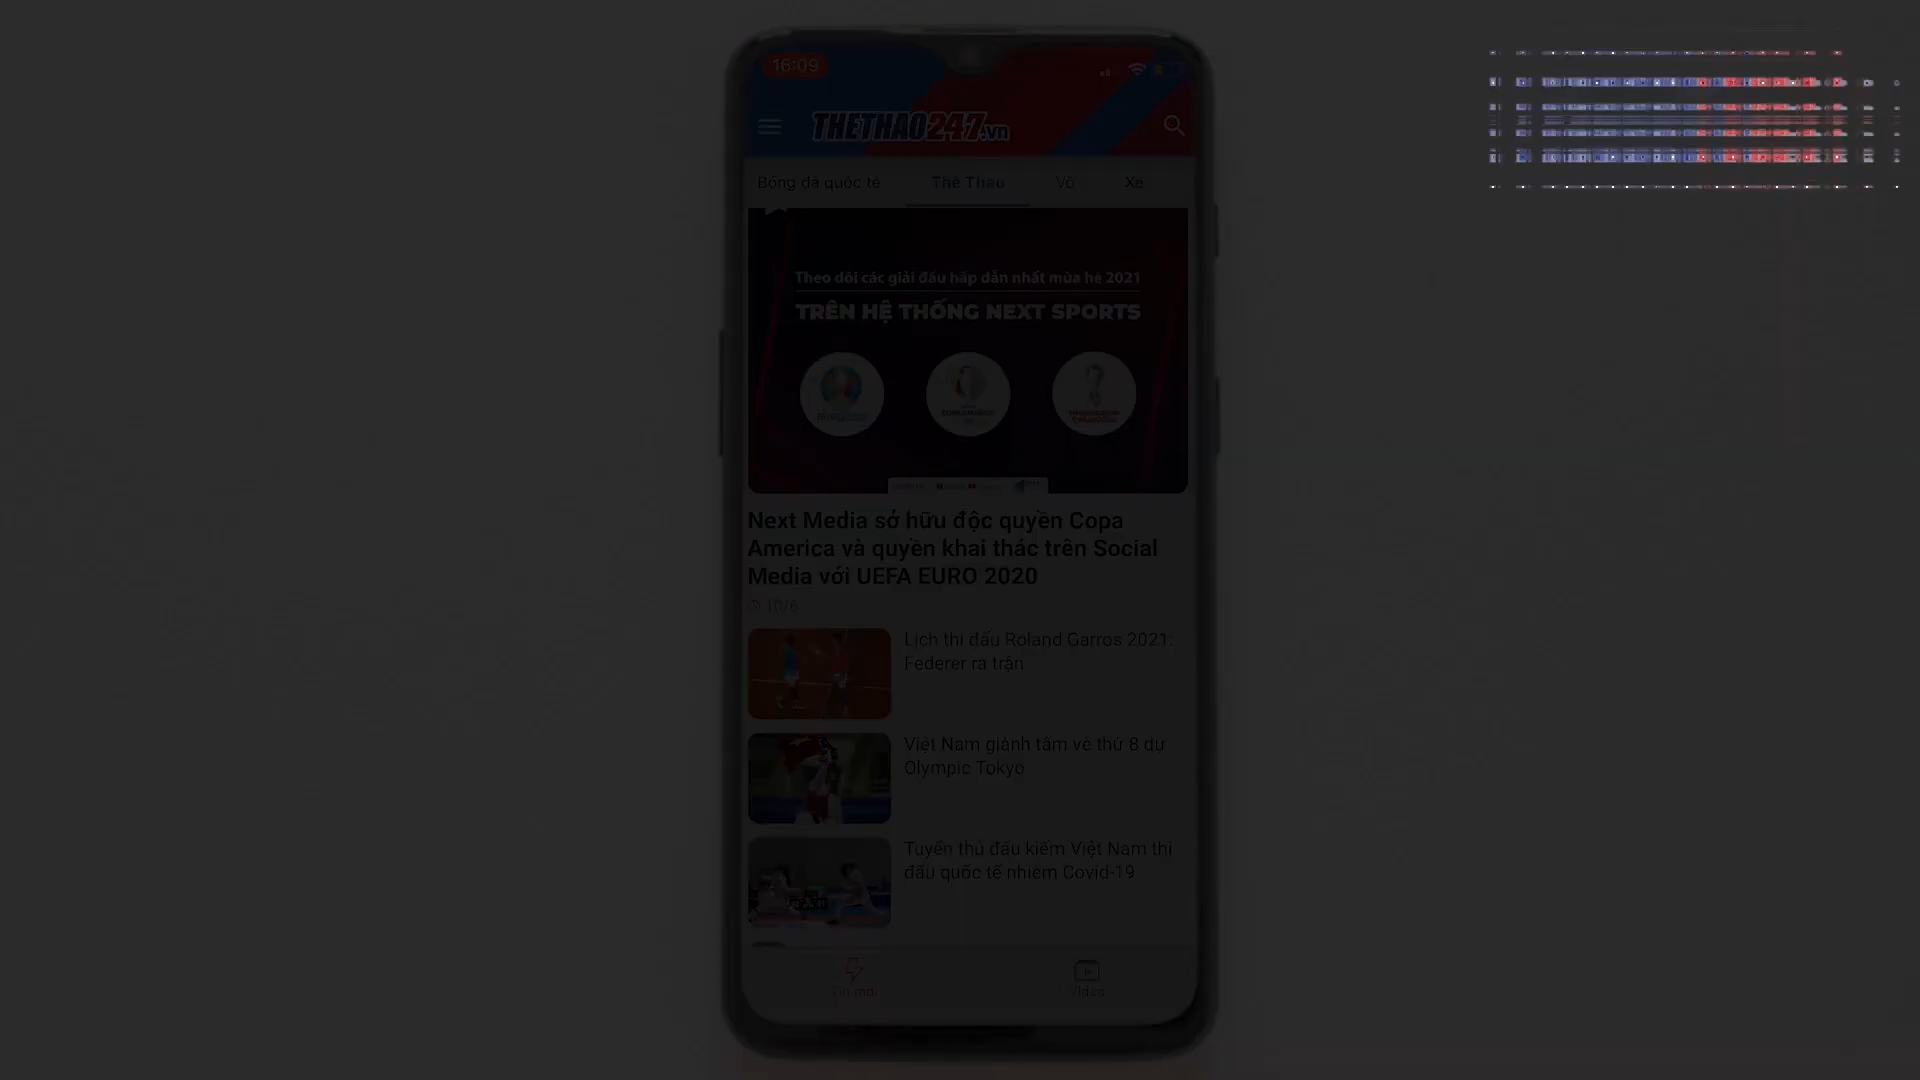 16:09
THETHAO247.vn
Bóng đá quốc tế Thể Thao Võ Xe
Theo dõi các giải đấu hấp dẫn nhất mùa hè 2021
TRÊN HỆ THỐNG NEXT SPORTS
Next Media sở hữu độc quyền Copa
America và quyền khai thác trên Social
Media với UEFA EURO 2020
10/6
Lịch thi đấu Roland Garros 2021:
Federer ra trận
Việt Nam giành tấm vé thứ 8 dự
Olympic Tokyo
Tuyển thủ đấu kiếm Việt Nam thi
đấu quốc tế nhiễm Covid-19
Tin mới Video